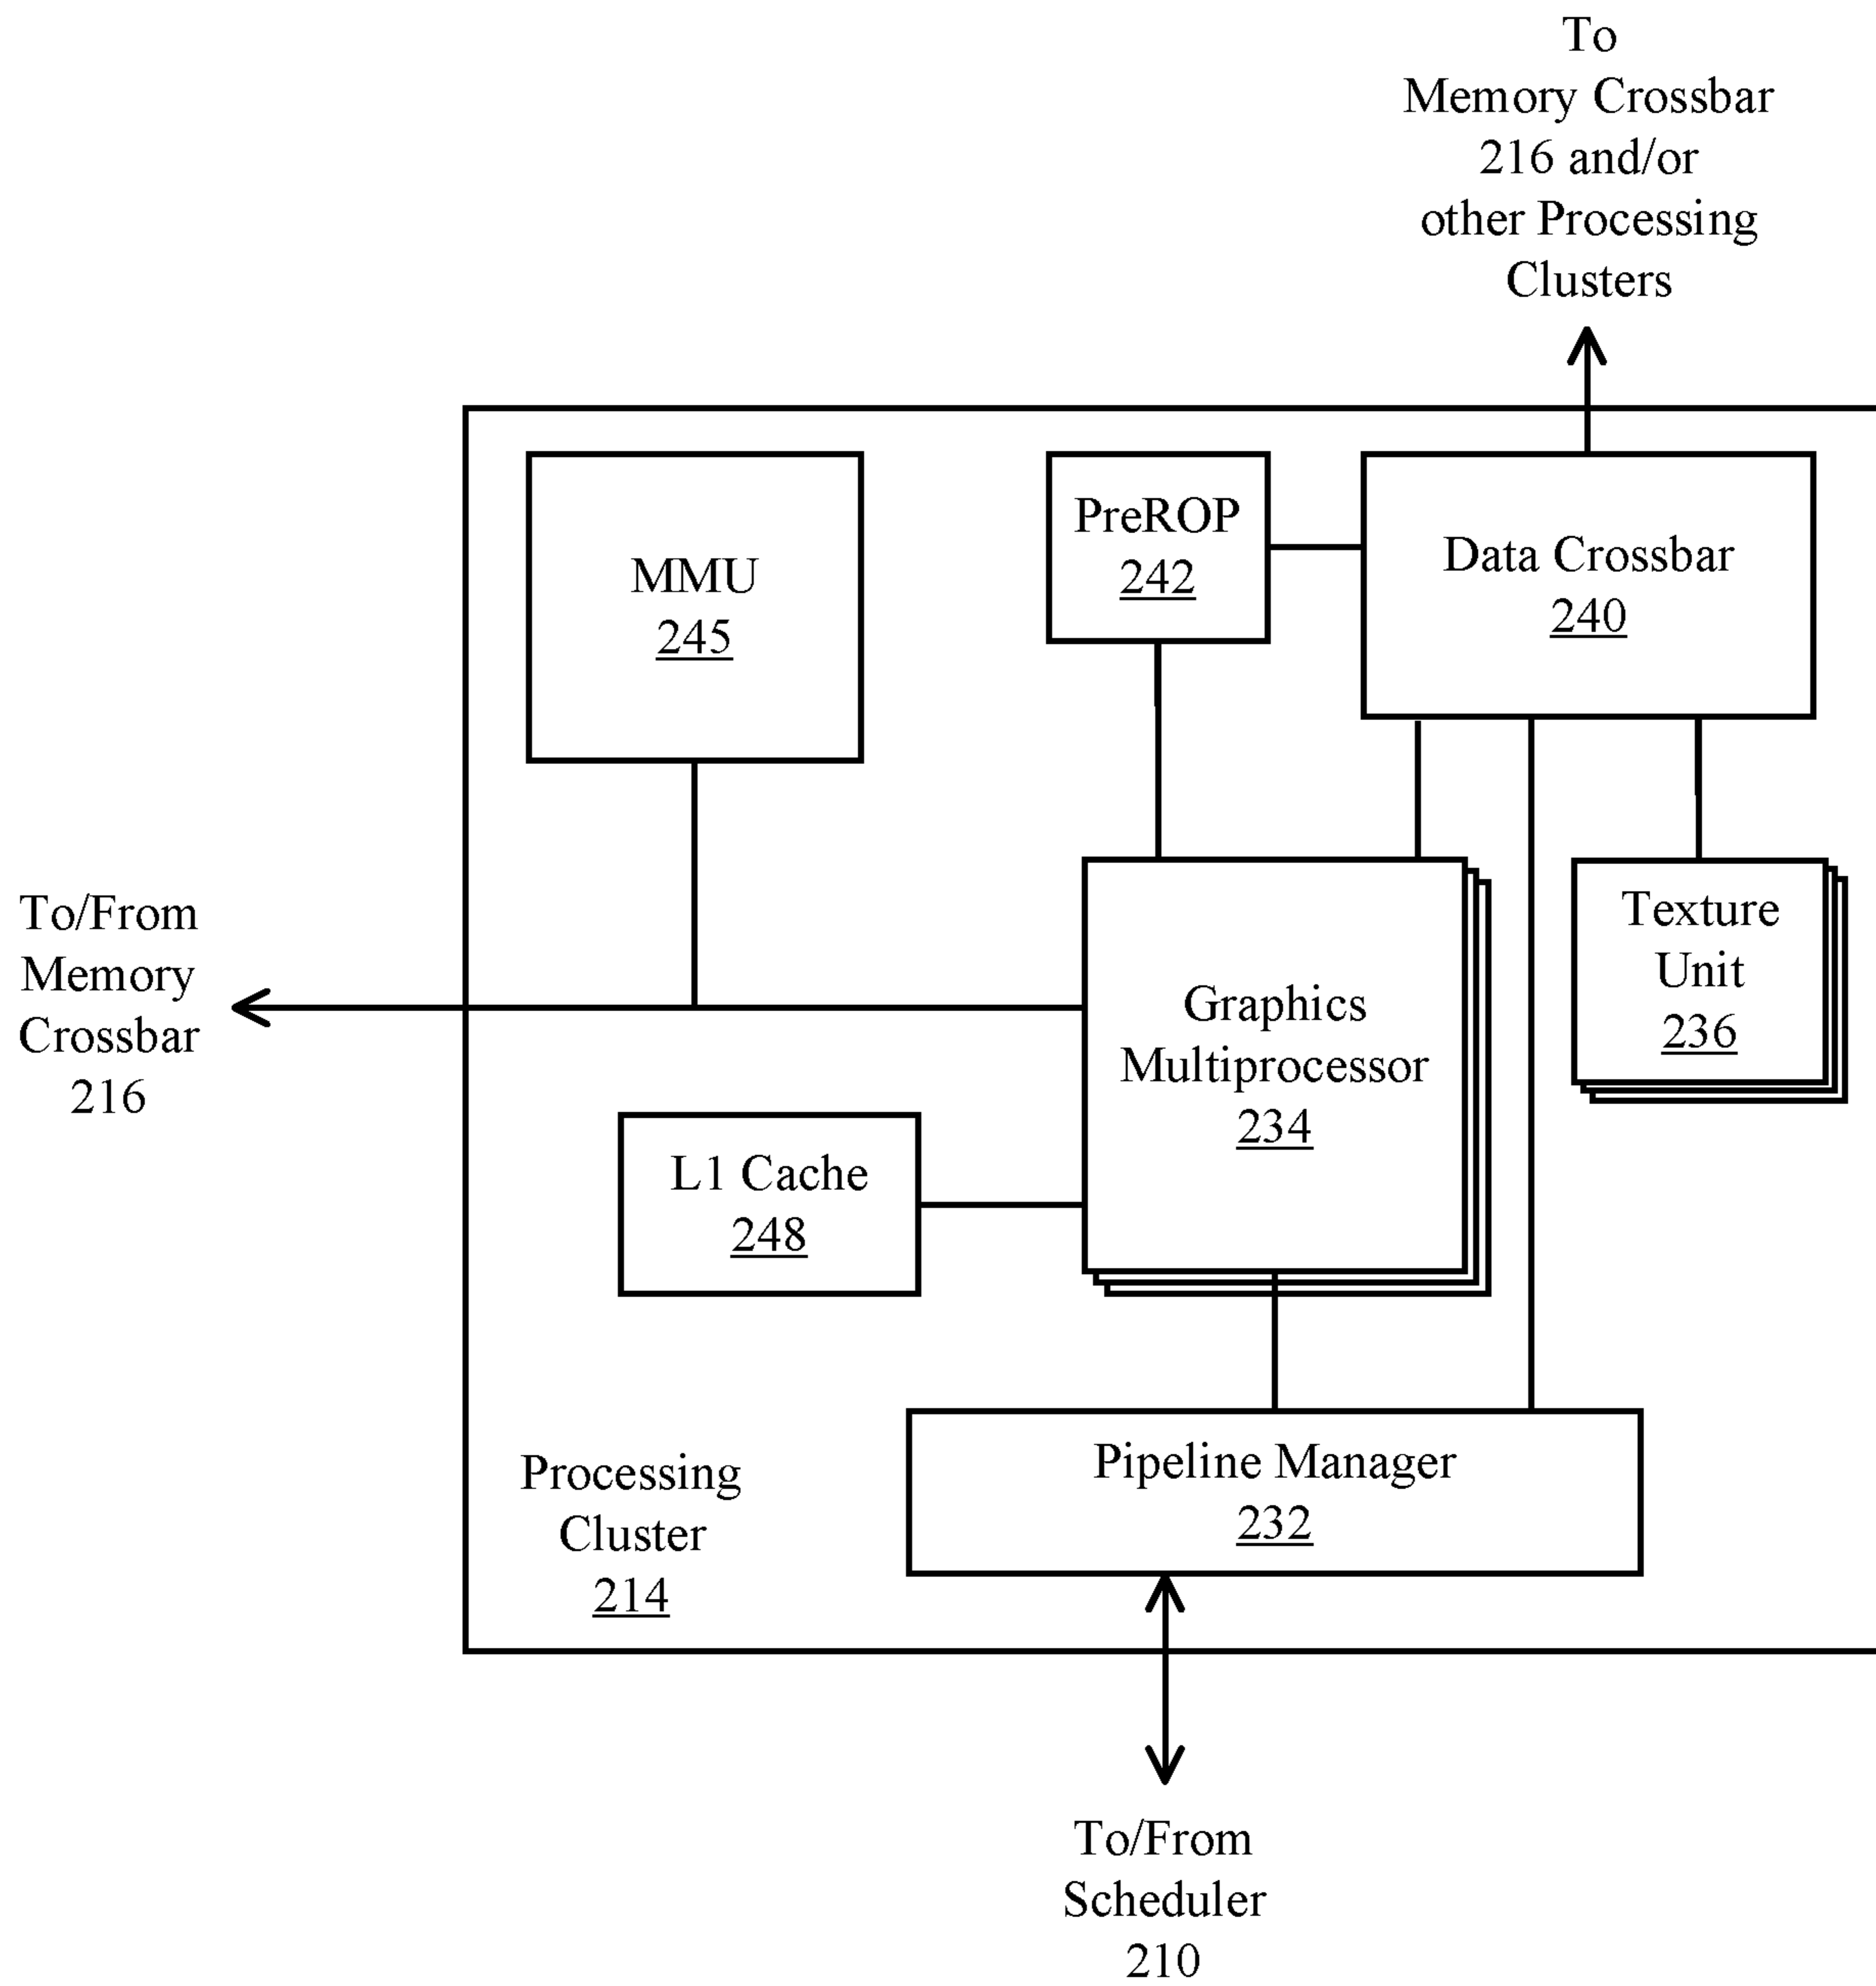 To
Memory Crossbar
216 and/or
other Processing
Clusters
MMU
245
PreROP
242
Data Crossbar
240
To/From
Memory
Crossbar
216
Graphics
Multiprocessor
234
Texture
Unit
236
L1 Cache
248
Processing
Cluster
214
Pipeline Manager
232
To/From
Scheduler
210